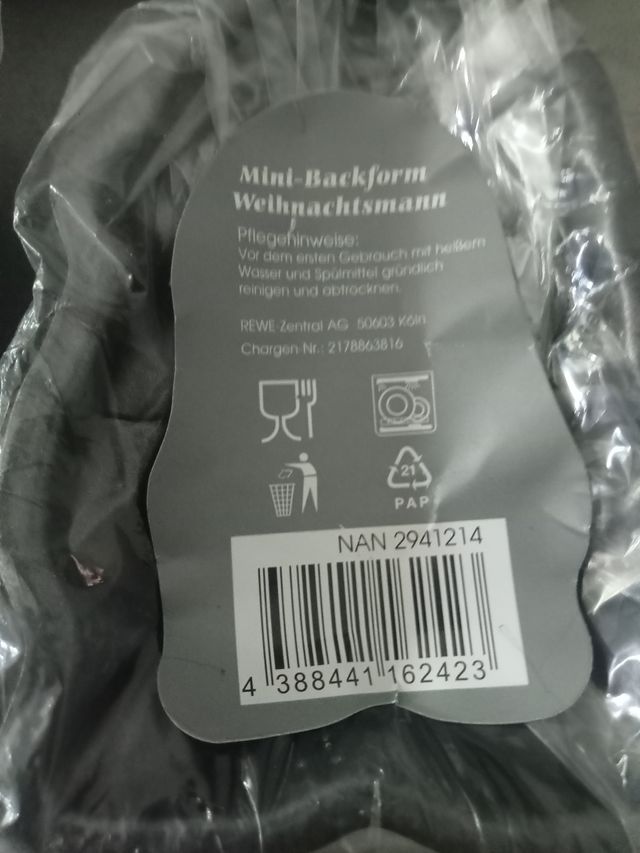 Mini-Backform
Weihnachtsmann
Pflegehinweise:
Vor dem ersten Gebrauch mit heißem
Wasser und Spülmittel gründlich
reinigen und abtrocknen.
REWE-Zentral AG 50603 Köln
Chargen-Nr.: 2178863816
21
PAP
NAN 2941214
4 388441 162423